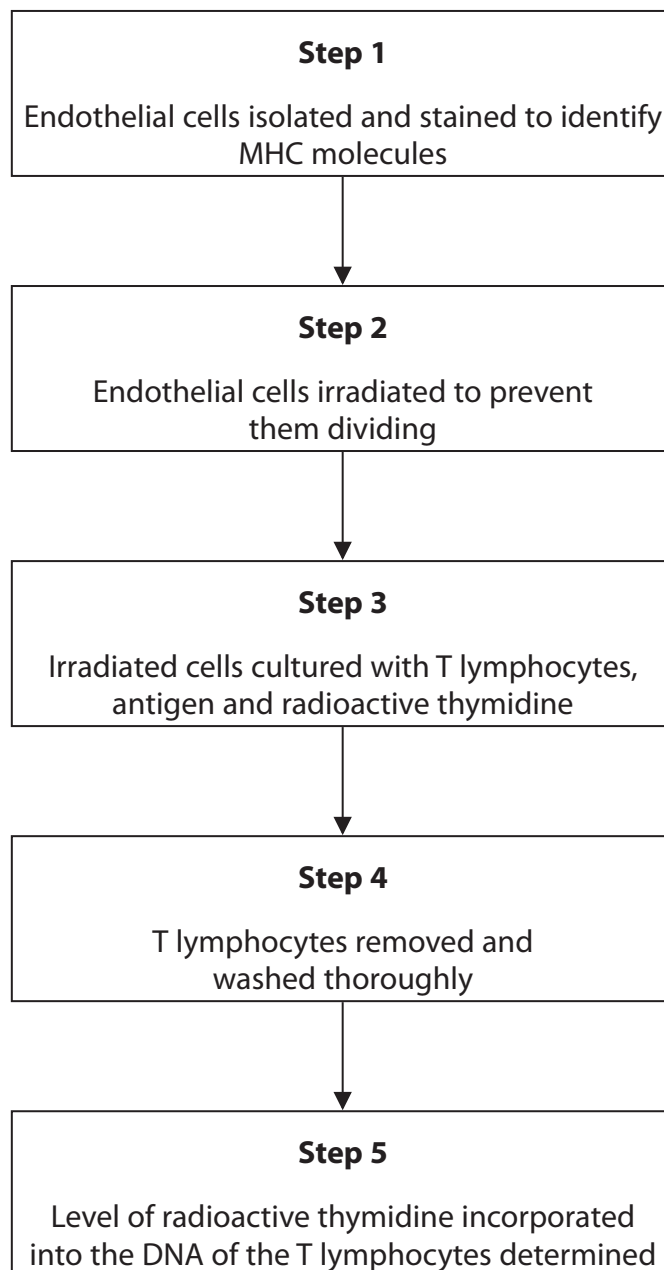 Step 1
Endothelial cells isolated and stained to identify
MHC molecules
Step 2
Endothelial cells irradiated to prevent
them dividing
Step 3
Irradiated cells cultured with T lymphocytes,
antigen and radioactive thymidine
Step 4
T lymphocytes removed and
washed thoroughly
Step 5
Level of radioactive thymidine incorporated
into the DNA of the T lymphocytes determined